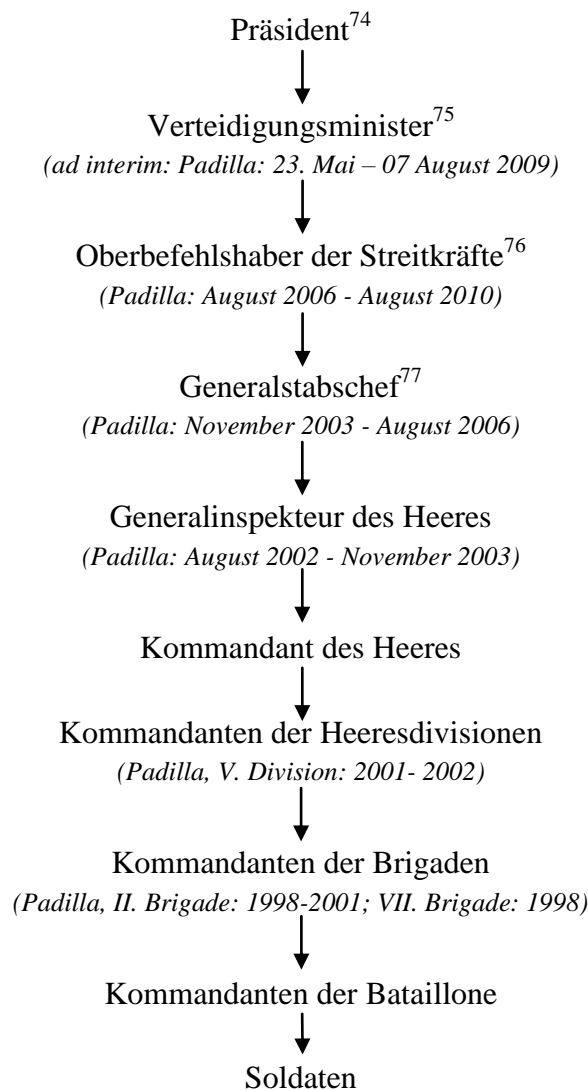 Präsident74
Verteidigungsminister75
(ad interim: Padilla: 23. Mai – 07 August 2009)
Oberbefehlshaber der Streitkräfte76
(Padilla: August 2006 - August 2010)
Generalstabschef77
(Padilla: November 2003 - August 2006)
Generalinspekteur des Heeres
(Padilla: August 2002 - November 2003)
Kommandant des Heeres
Kommandanten der Heeresdivisionen
(Padilla, V. Division: 2001- 2002)
Kommandanten der Brigaden
(Padilla, II. Brigade: 1998-2001; VII. Brigade: 1998)
Kommandanten der Bataillone
Soldaten